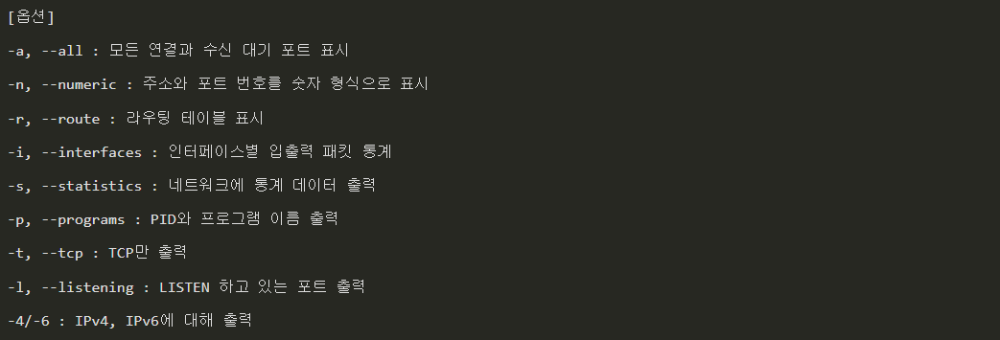 [옵션]
-a, --all : 모든 연결과 수신 대기 포트 표시
-n, --numeric : 주소와 포트 번호를 숫자 형식으로 표시
-r, --route : 라우팅 테이블 표시
-i, --interfaces : 인터페이스별 입출력 패킷 통계
-s, --statistics : 네트워크에 통계 데이터 출력
-p, --programs : PID와 프로그램 이름 출력
-t, --tcp : TCP만 출력
-l, --listening : LISTEN 하고 있는 포트 출력
-4/-6 : IPv4, IPv6에 대해 출력